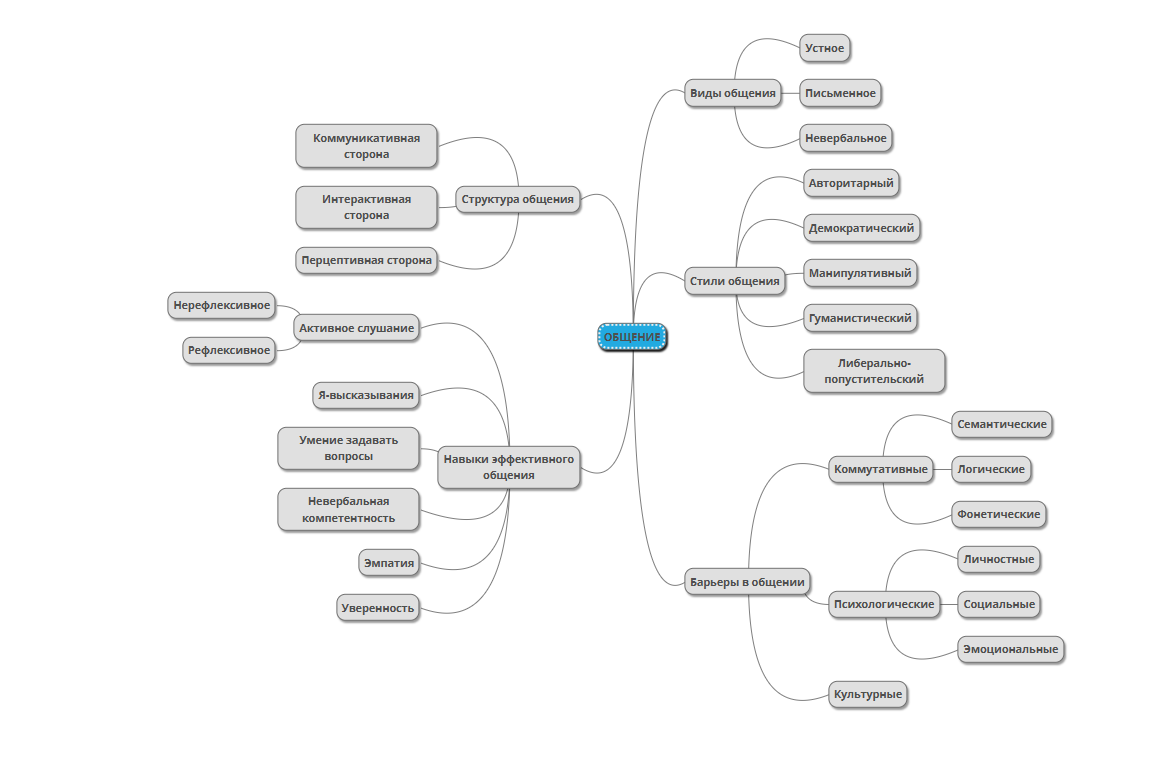 ОБЩЕНИЕ
Виды общения
Устное
Письменное
Невербальное
Стили общения
Авторитарный
Демократический
Манипулятивный
Гуманистический
Либерально-
попустительский
Барьеры в общении
Коммутативные
Семантические
Логические
Фонетические
Психологические
Личностные
Социальные
Эмоциональные
Культурные
Структура общения
Коммуникативная
сторона
Интерактивная
сторона
Перцептивная сторона
Навыки эффективного
общения
Активное слушание
Нерефлексивное
Рефлексивное
Я-высказывания
Умение задавать
вопросы
Невербальная
компетентность
Эмпатия
Уверенность